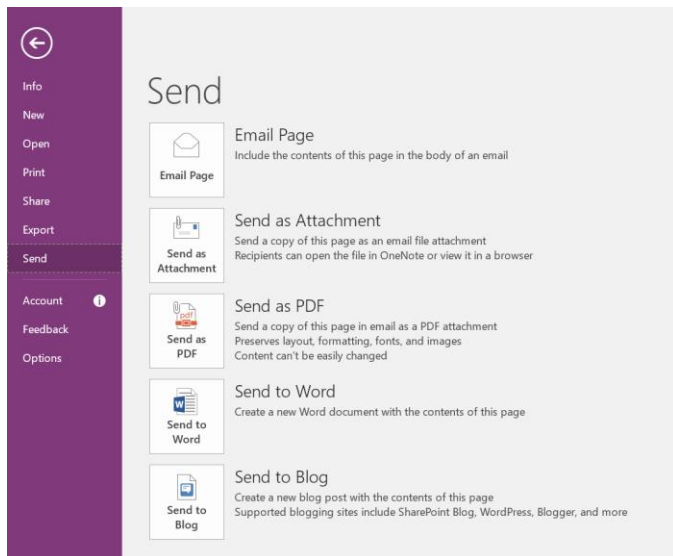 Info
New
Open
Print
Share
Export
Send
Account
Feedback
Options
Send
Email Page
Email Page
Include the contents of this page in the body of an email
Send as
Attachment
Send as Attachment
Send a copy of this page as an email file attachment
Recipients can open the file in OneNote or view it in a browser
pdf
Send as
PDF
Send as PDF
Send a copy of this page in email as a PDF attachment
Preserves layout, formatting, fonts, and images
Content can't be easily changed
W
Send to
Word
Send to Word
Create a new Word document with the contents of this page
Send to
Blog
Send to Blog
Create a new blog post with the contents of this page
Supported blogging sites include SharePoint Blog, WordPress, Blogger, and more